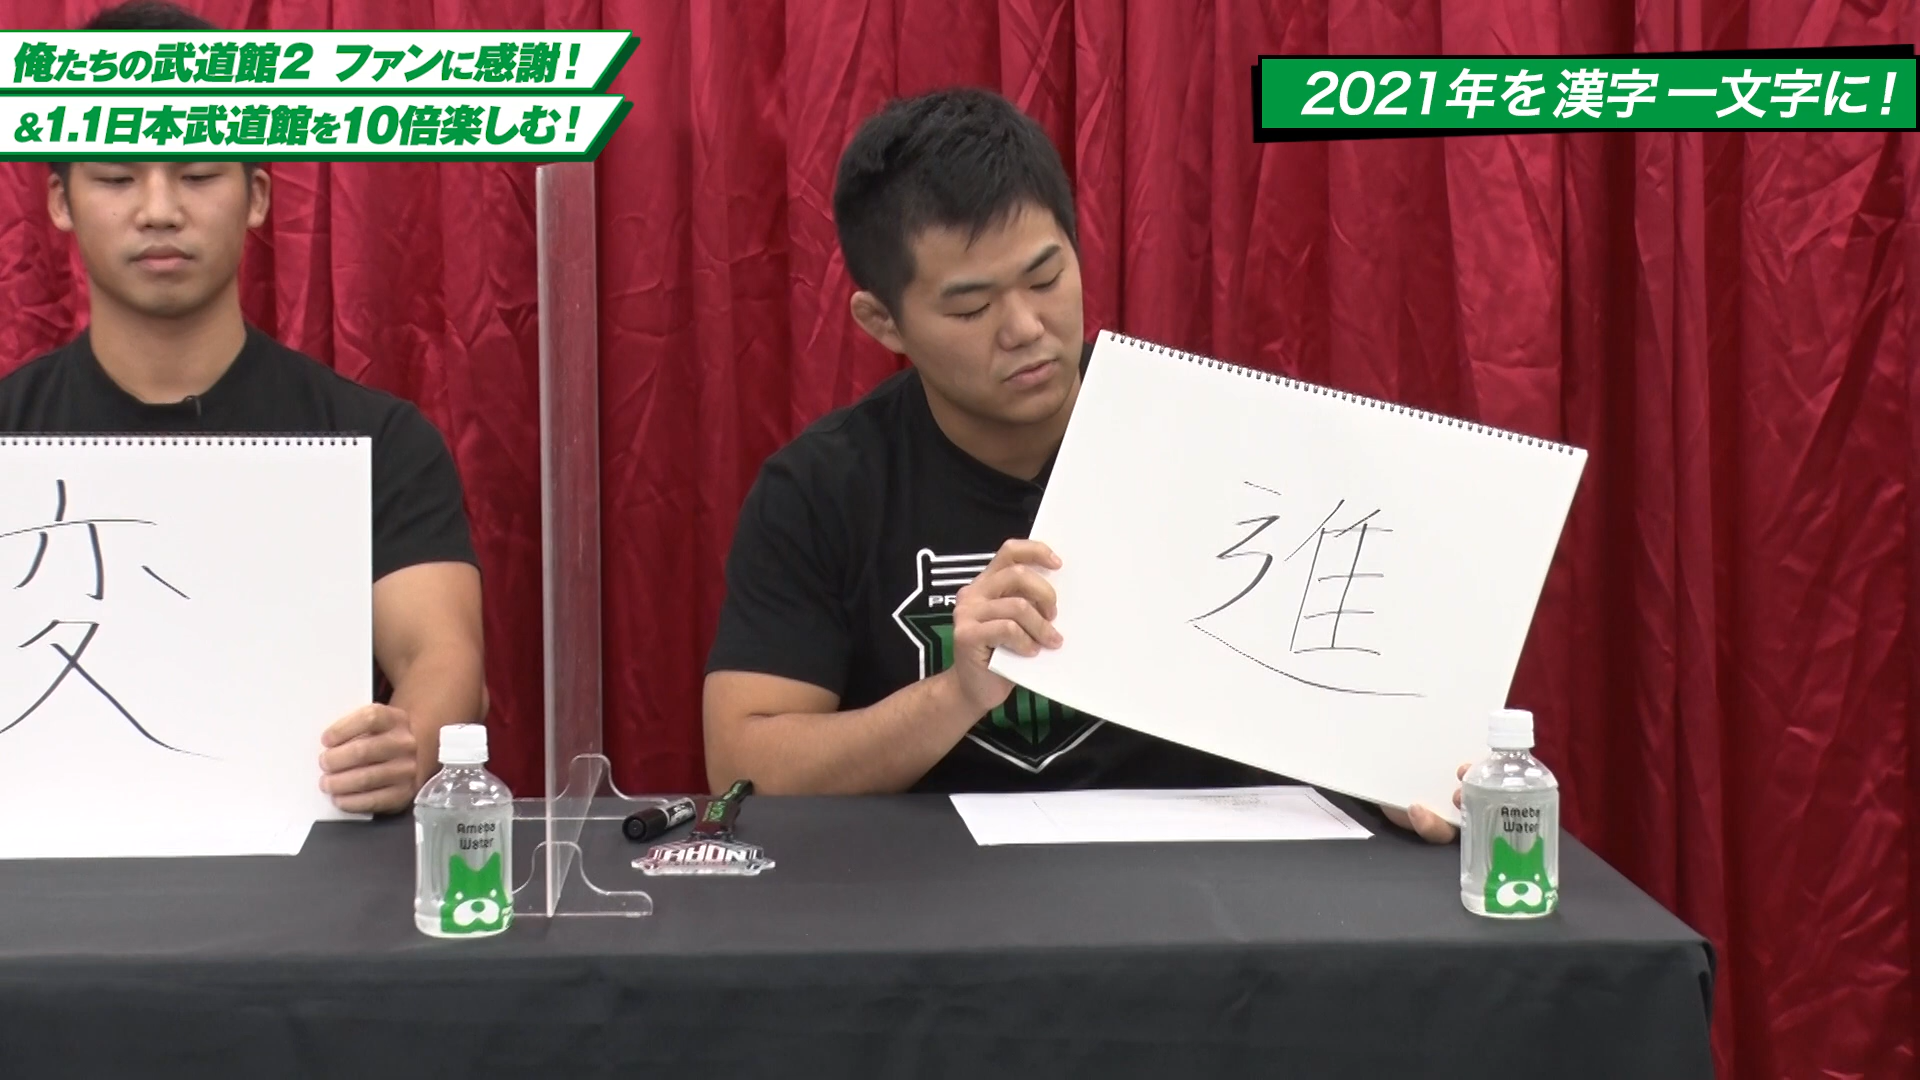 俺たちの武道館2 ファンに感謝!
&1.1日本武道館を10倍楽しむ!
2021年を漢字一文字に!
変
進
PR
NOAH
Ameba
Water
Ameba
Water